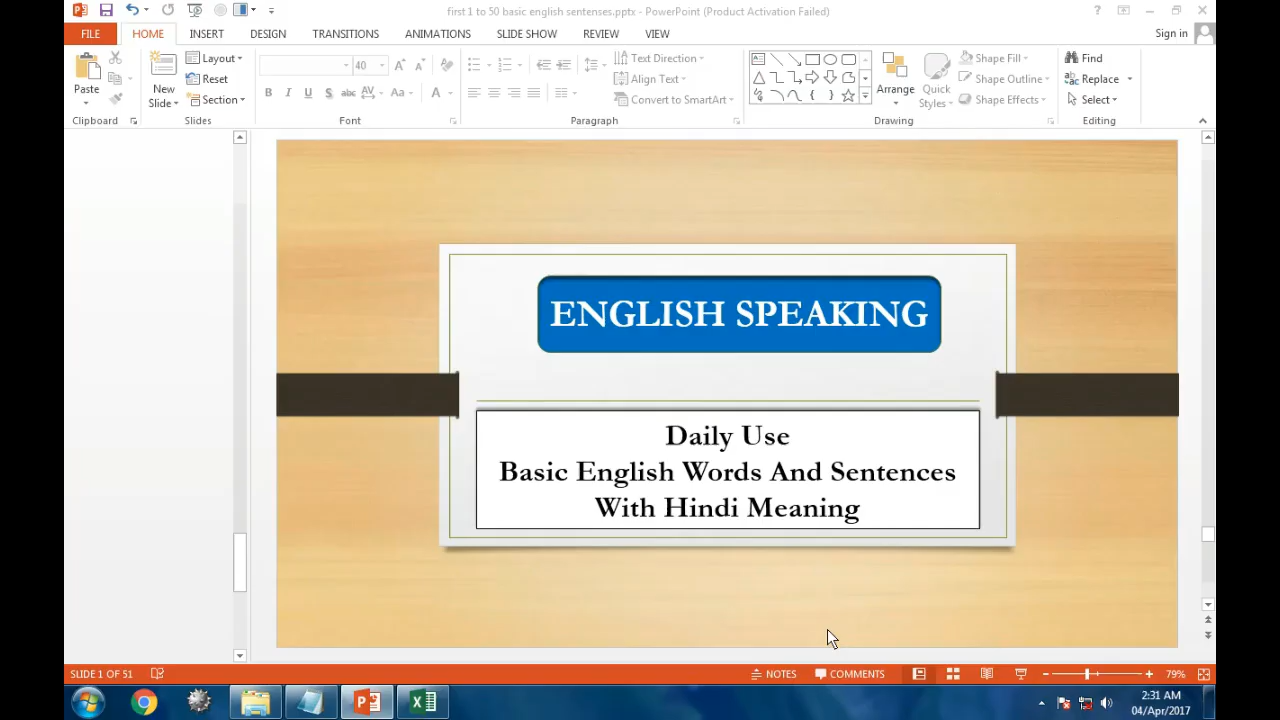 first 1 to 50 basic english sentenses.pptx - PowerPoint (Product Activation Failed)
FILE HOME INSERT DESIGN TRANSITIONS ANIMATIONS SLIDE SHOW REVIEW VIEW Sign in
Paste
New
Slide
Layout
Reset
Section
40
B I U S abc AV Aa A
Text Direction
Align Text
Convert to SmartArt
Arrange
Quick
Styles
Shape Fill
Shape Outline
Shape Effects
Find
Replace
Select
Clipboard Slides Font Paragraph Drawing Editing
ENGLISH SPEAKING
Daily Use
Basic English Words And Sentences
With Hindi Meaning
SLIDE 1 OF 51 NOTES COMMENTS 79%
2:31 AM
04/Apr/2017